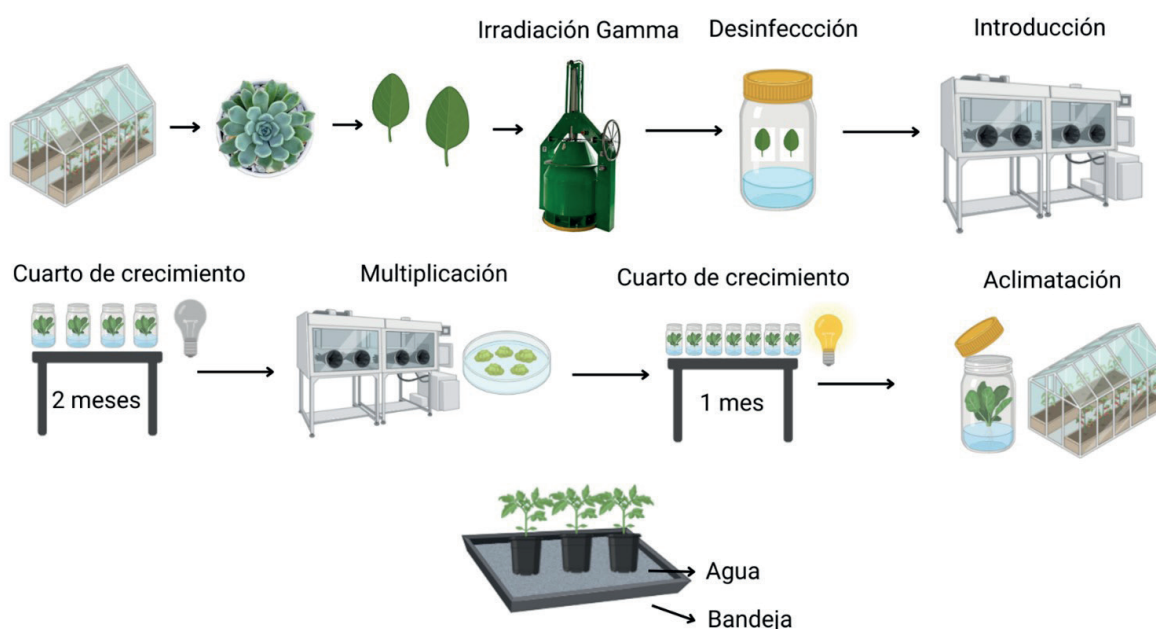 Irradiación Gamma
Desinfeccción
Introducción
Cuarto de crecimiento
Multiplicación
Cuarto de crecimiento
Aclimatación
2 meses
1 mes
Agua
Bandeja